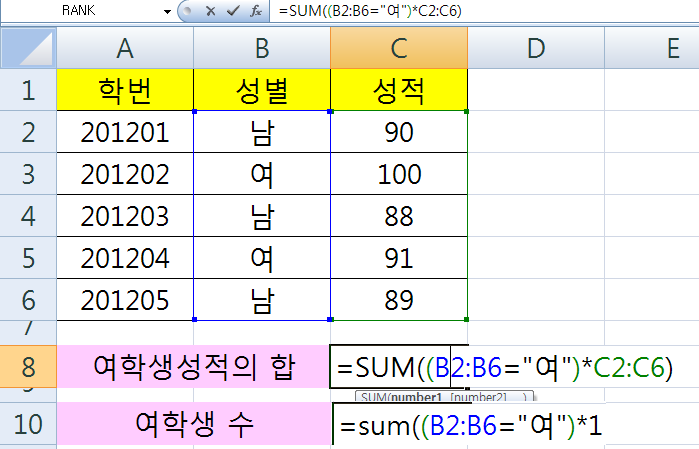 RANK =SUM((B2:B6="여")*C2:C6)
A B C D E
1 학번 성별 성적
2 201201 남 90
3 201202 여 100
4 201203 남 88
5 201204 여 91
6 201205 남 89
7
8 여학생성적의 합 =SUM((B2:B6="여")*C2:C6)
9 SUM(number1, [number2], ...)
10 여학생 수 =sum((B2:B6="여")*1